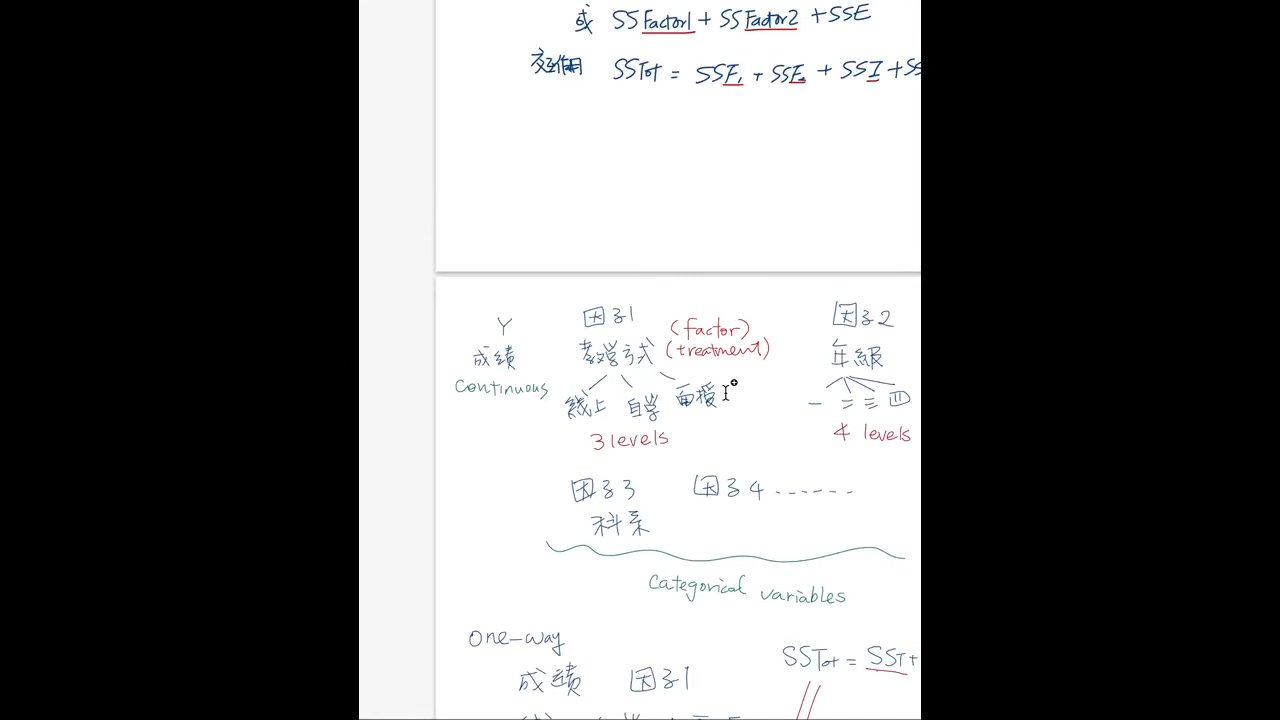 或 SSFactor1 + SSFactor2 + SSE
交互作用 SSTot = SSF1 + SSF2 + SSI + SS
Y 因子1 (factor) 因子2
成績 教學方式 (treatment) 年級
continuous 線上 自学 面授 一 二 三 四
3 levels 4 levels
因子3 因子4 ------
科系
Categorical variables
One-way
成績 因子1 SSTot = SST+